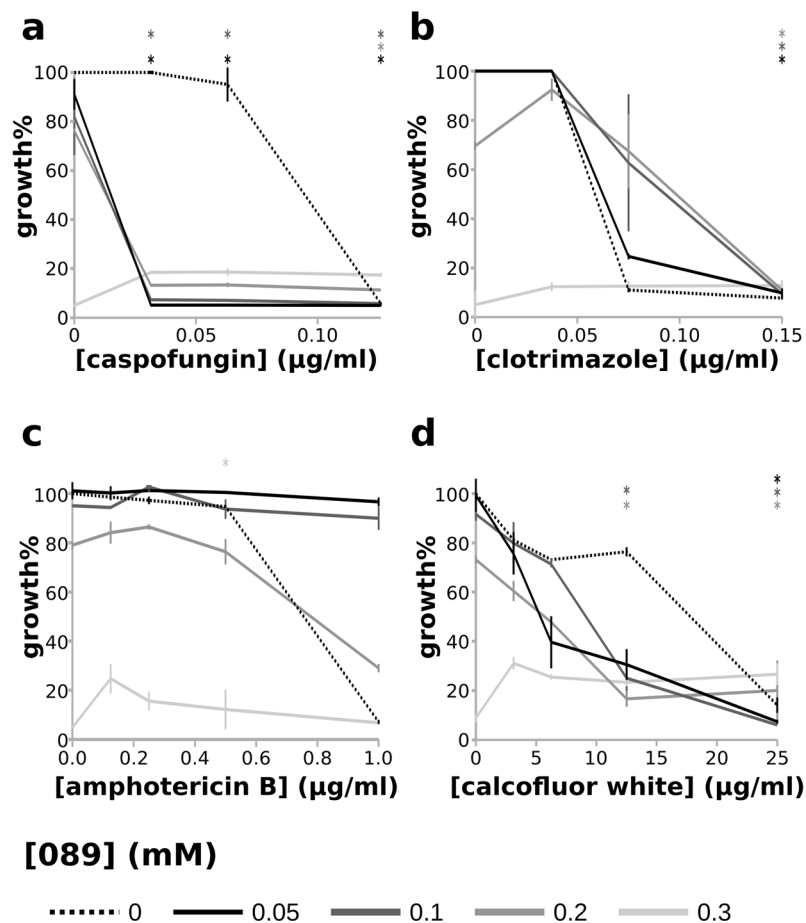 a
* * *
* *
* * *
100
80
60
40
20
0
growth%
0 0.05 0.10
[caspofungin] (μg/ml)
b
*
*
*
100
80
60
40
20
0
growth%
0 0.05 0.10 0.15
[clotrimazole] (μg/ml)
c
*
100
80
60
40
20
0
growth%
0.0 0.2 0.4 0.6 0.8 1.0
[amphotericin B] (μg/ml)
d
*
* *
* *
100
80
60
40
20
0
growth%
0 5 10 15 20 25
[calcofluor white] (μg/ml)
[089] (mM)
0 0.05 0.1 0.2 0.3